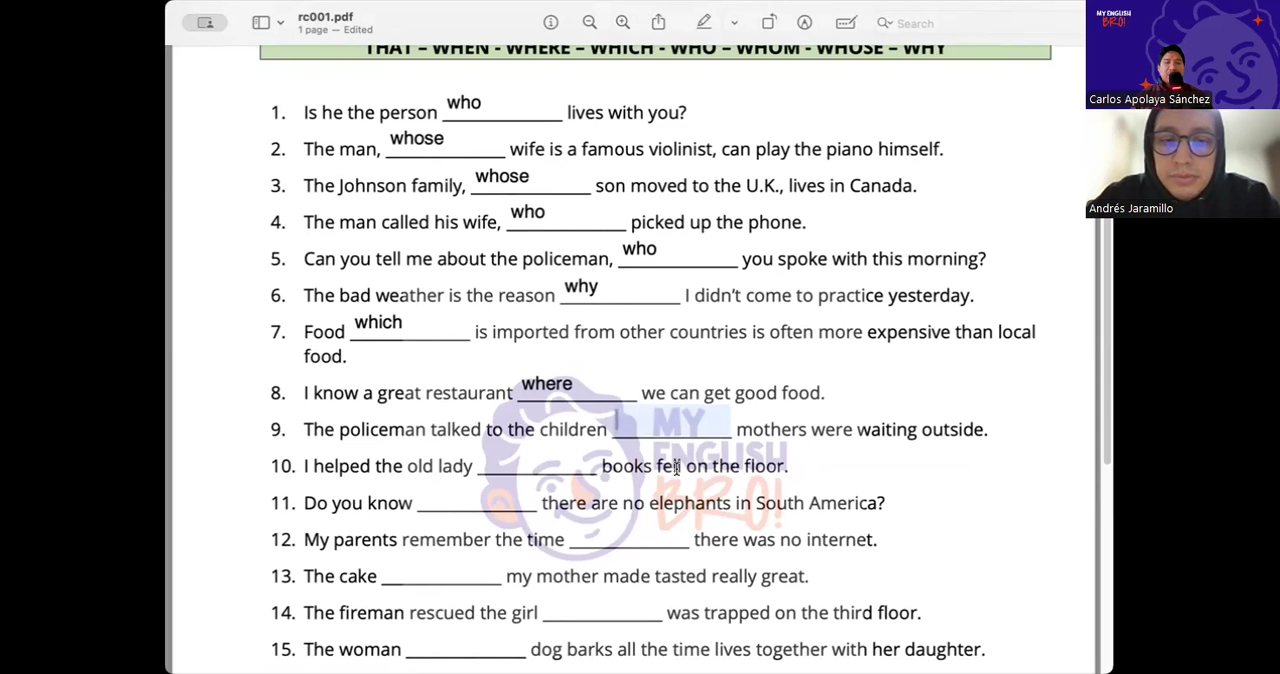 rc001.pdf
1 page — Edited
Search
THAT – WHEN - WHERE – WHICH - WHO – WHOM - WHOSE – WHY
1. Is he the person who lives with you?
2. The man, whose wife is a famous violinist, can play the piano himself.
3. The Johnson family, whose son moved to the U.K., lives in Canada.
4. The man called his wife, who picked up the phone.
5. Can you tell me about the policeman, who you spoke with this morning?
6. The bad weather is the reason why I didn't come to practice yesterday.
7. Food which is imported from other countries is often more expensive than local
food.
8. I know a great restaurant where we can get good food.
9. The policeman talked to the children ____________ mothers were waiting outside.
10. I helped the old lady ____________ books fell on the floor.
11. Do you know ____________ there are no elephants in South America?
12. My parents remember the time ____________ there was no internet.
13. The cake ____________ my mother made tasted really great.
14. The fireman rescued the girl ____________ was trapped on the third floor.
15. The woman ____________ dog barks all the time lives together with her daughter.
MY
ENGLISH
BRO!
MY ENGLISH
BRO!
Carlos Apolaya Sánchez
Andrés Jaramillo